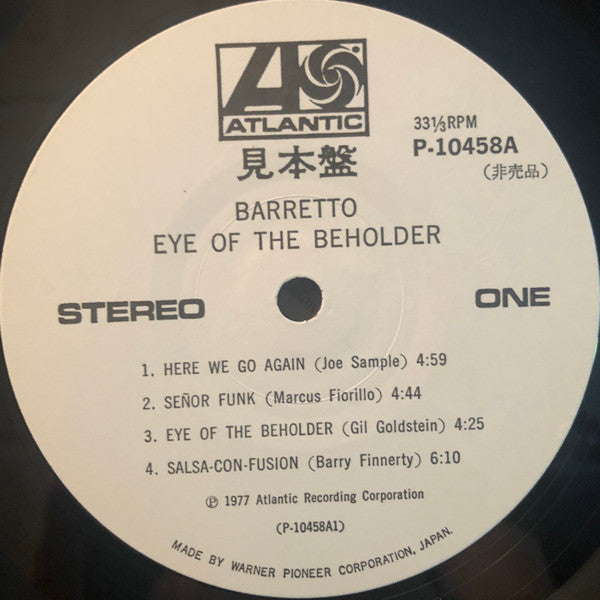 ATLANTIC
見本盤
33⅓RPM
P-10458A
(非売品)
BARRETTO
EYE OF THE BEHOLDER
STEREO
ONE
1. HERE WE GO AGAIN (Joe Sample) 4:59
2. SEÑOR FUNK (Marcus Fiorillo) 4:44
3. EYE OF THE BEHOLDER (Gil Goldstein) 4:25
4. SALSA-CON-FUSION (Barry Finnerty) 6:10
℗ 1977 Atlantic Recording Corporation
(P-10458A1)
MADE BY WARNER PIONEER CORPORATION, JAPAN.